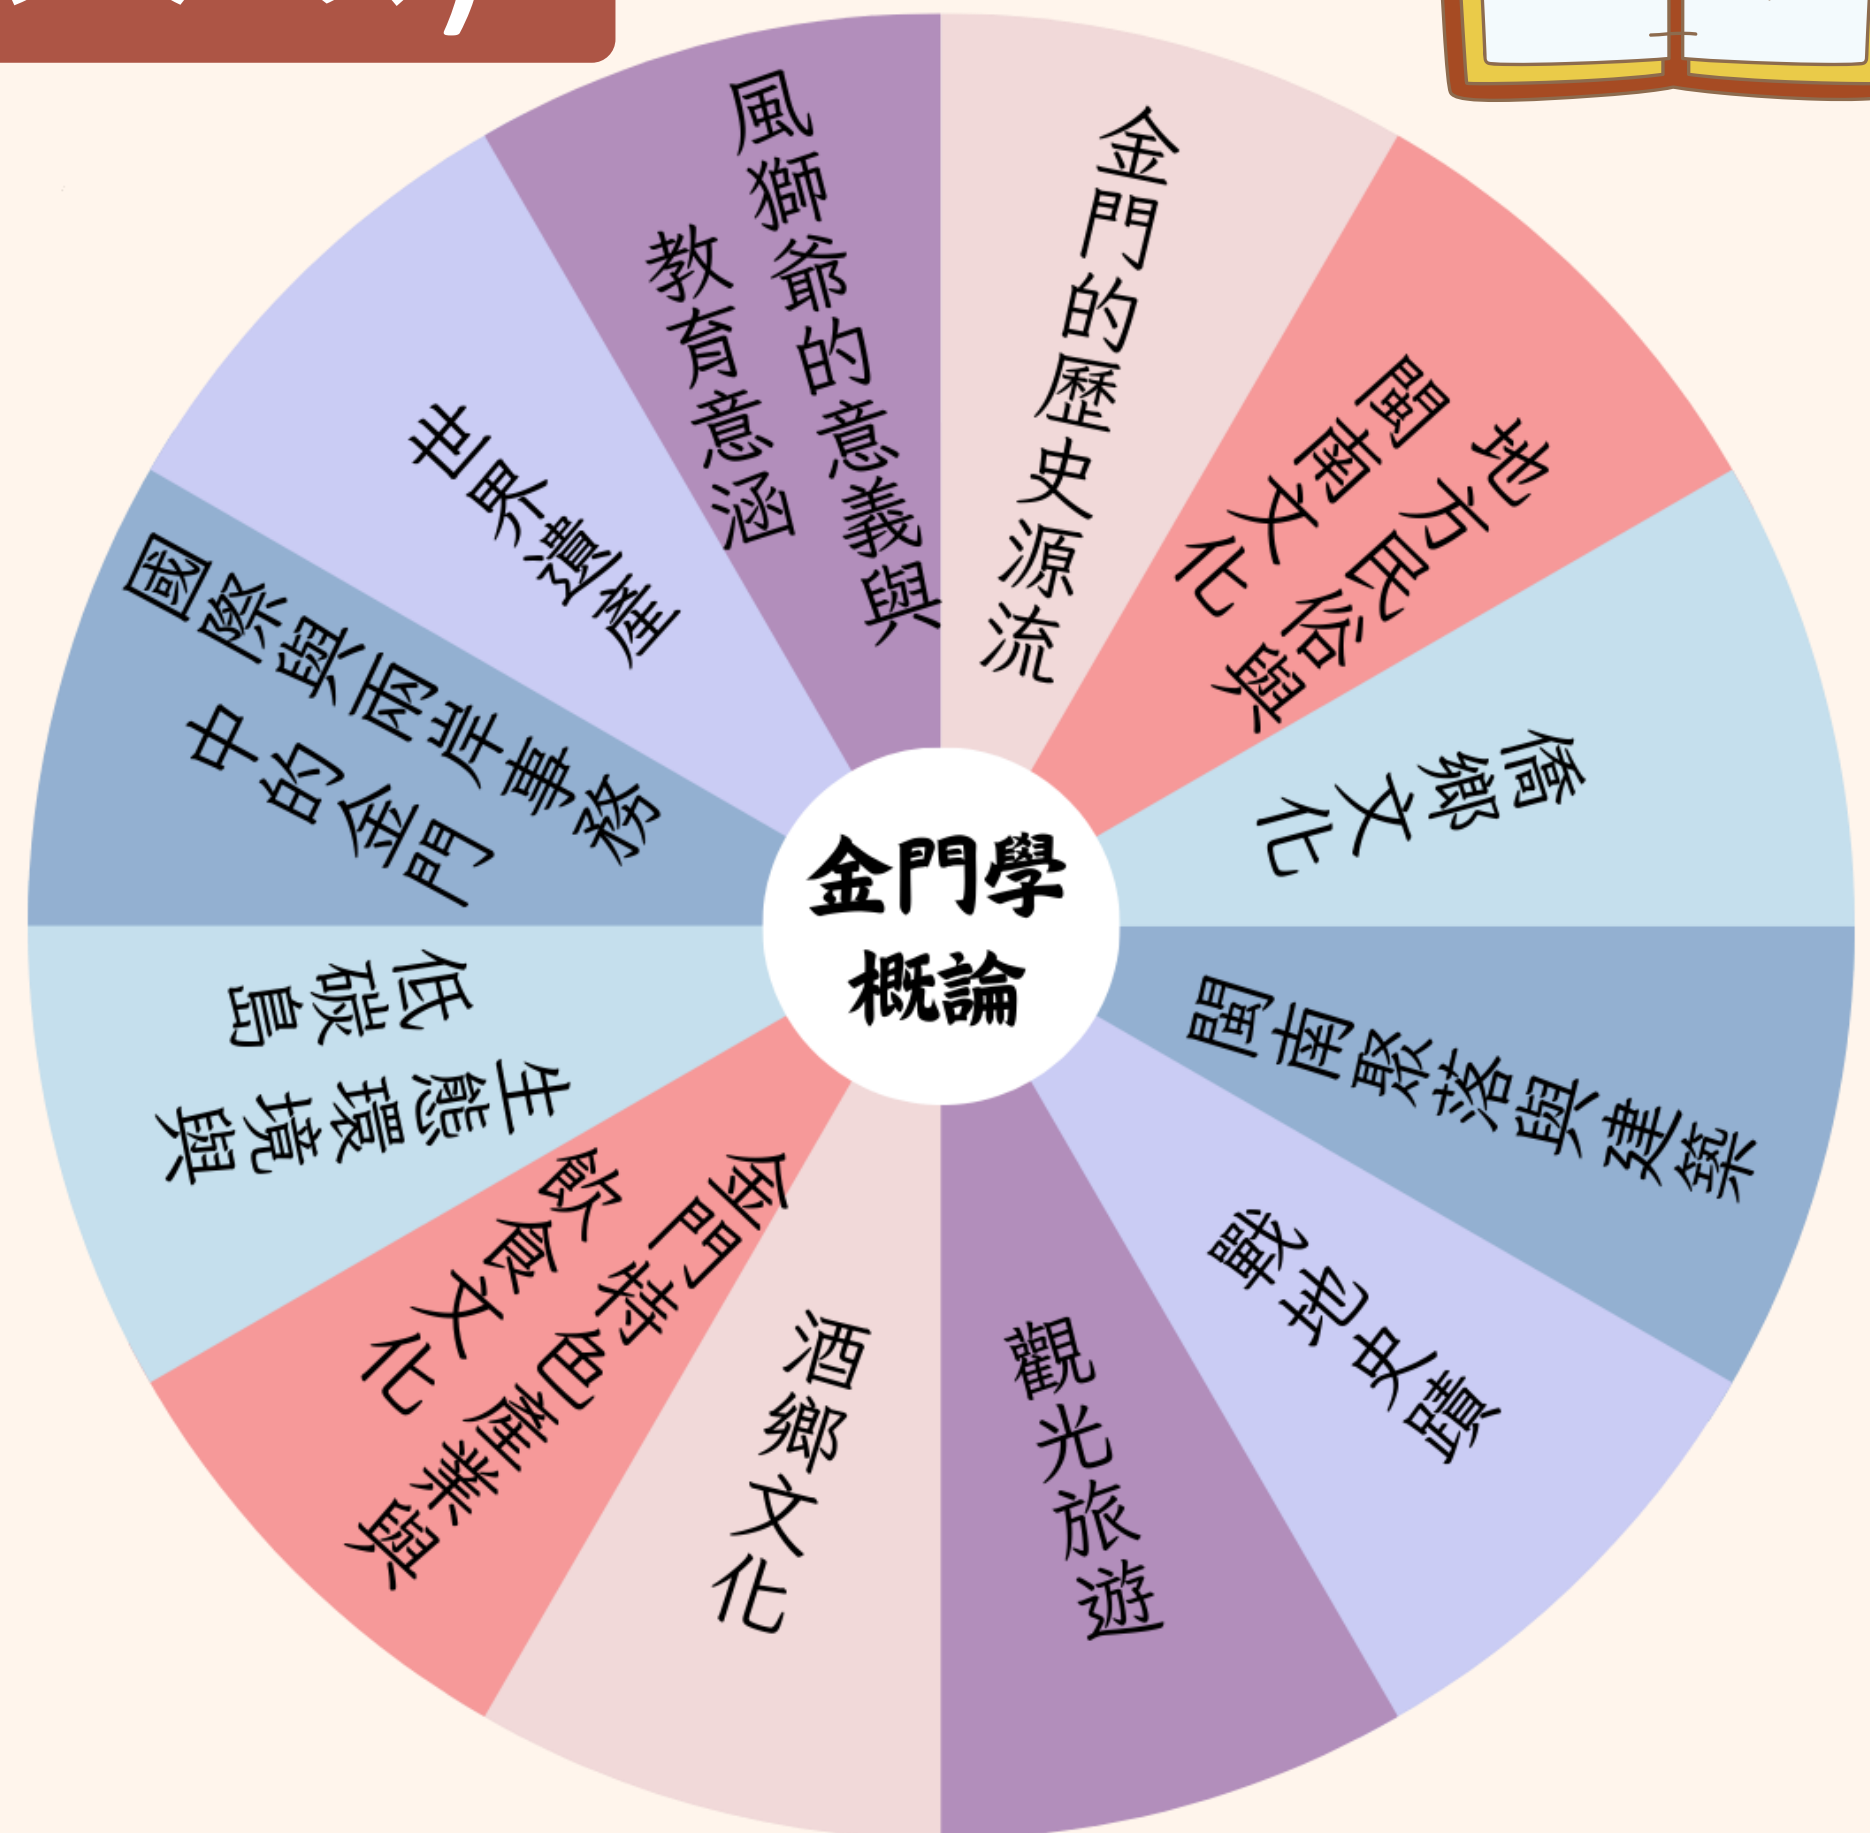 金門學
概論
金門的歷史源流
地方民俗與
閩南文化
僑鄉文化
閩南聚落與建築
戰地史蹟
觀光旅遊
酒鄉文化
金門特色產業與
飲食文化
生態環境與
低碳島
國際與兩岸事務
中的金門
世界遺產
風獅爺的意義與
教育意涵